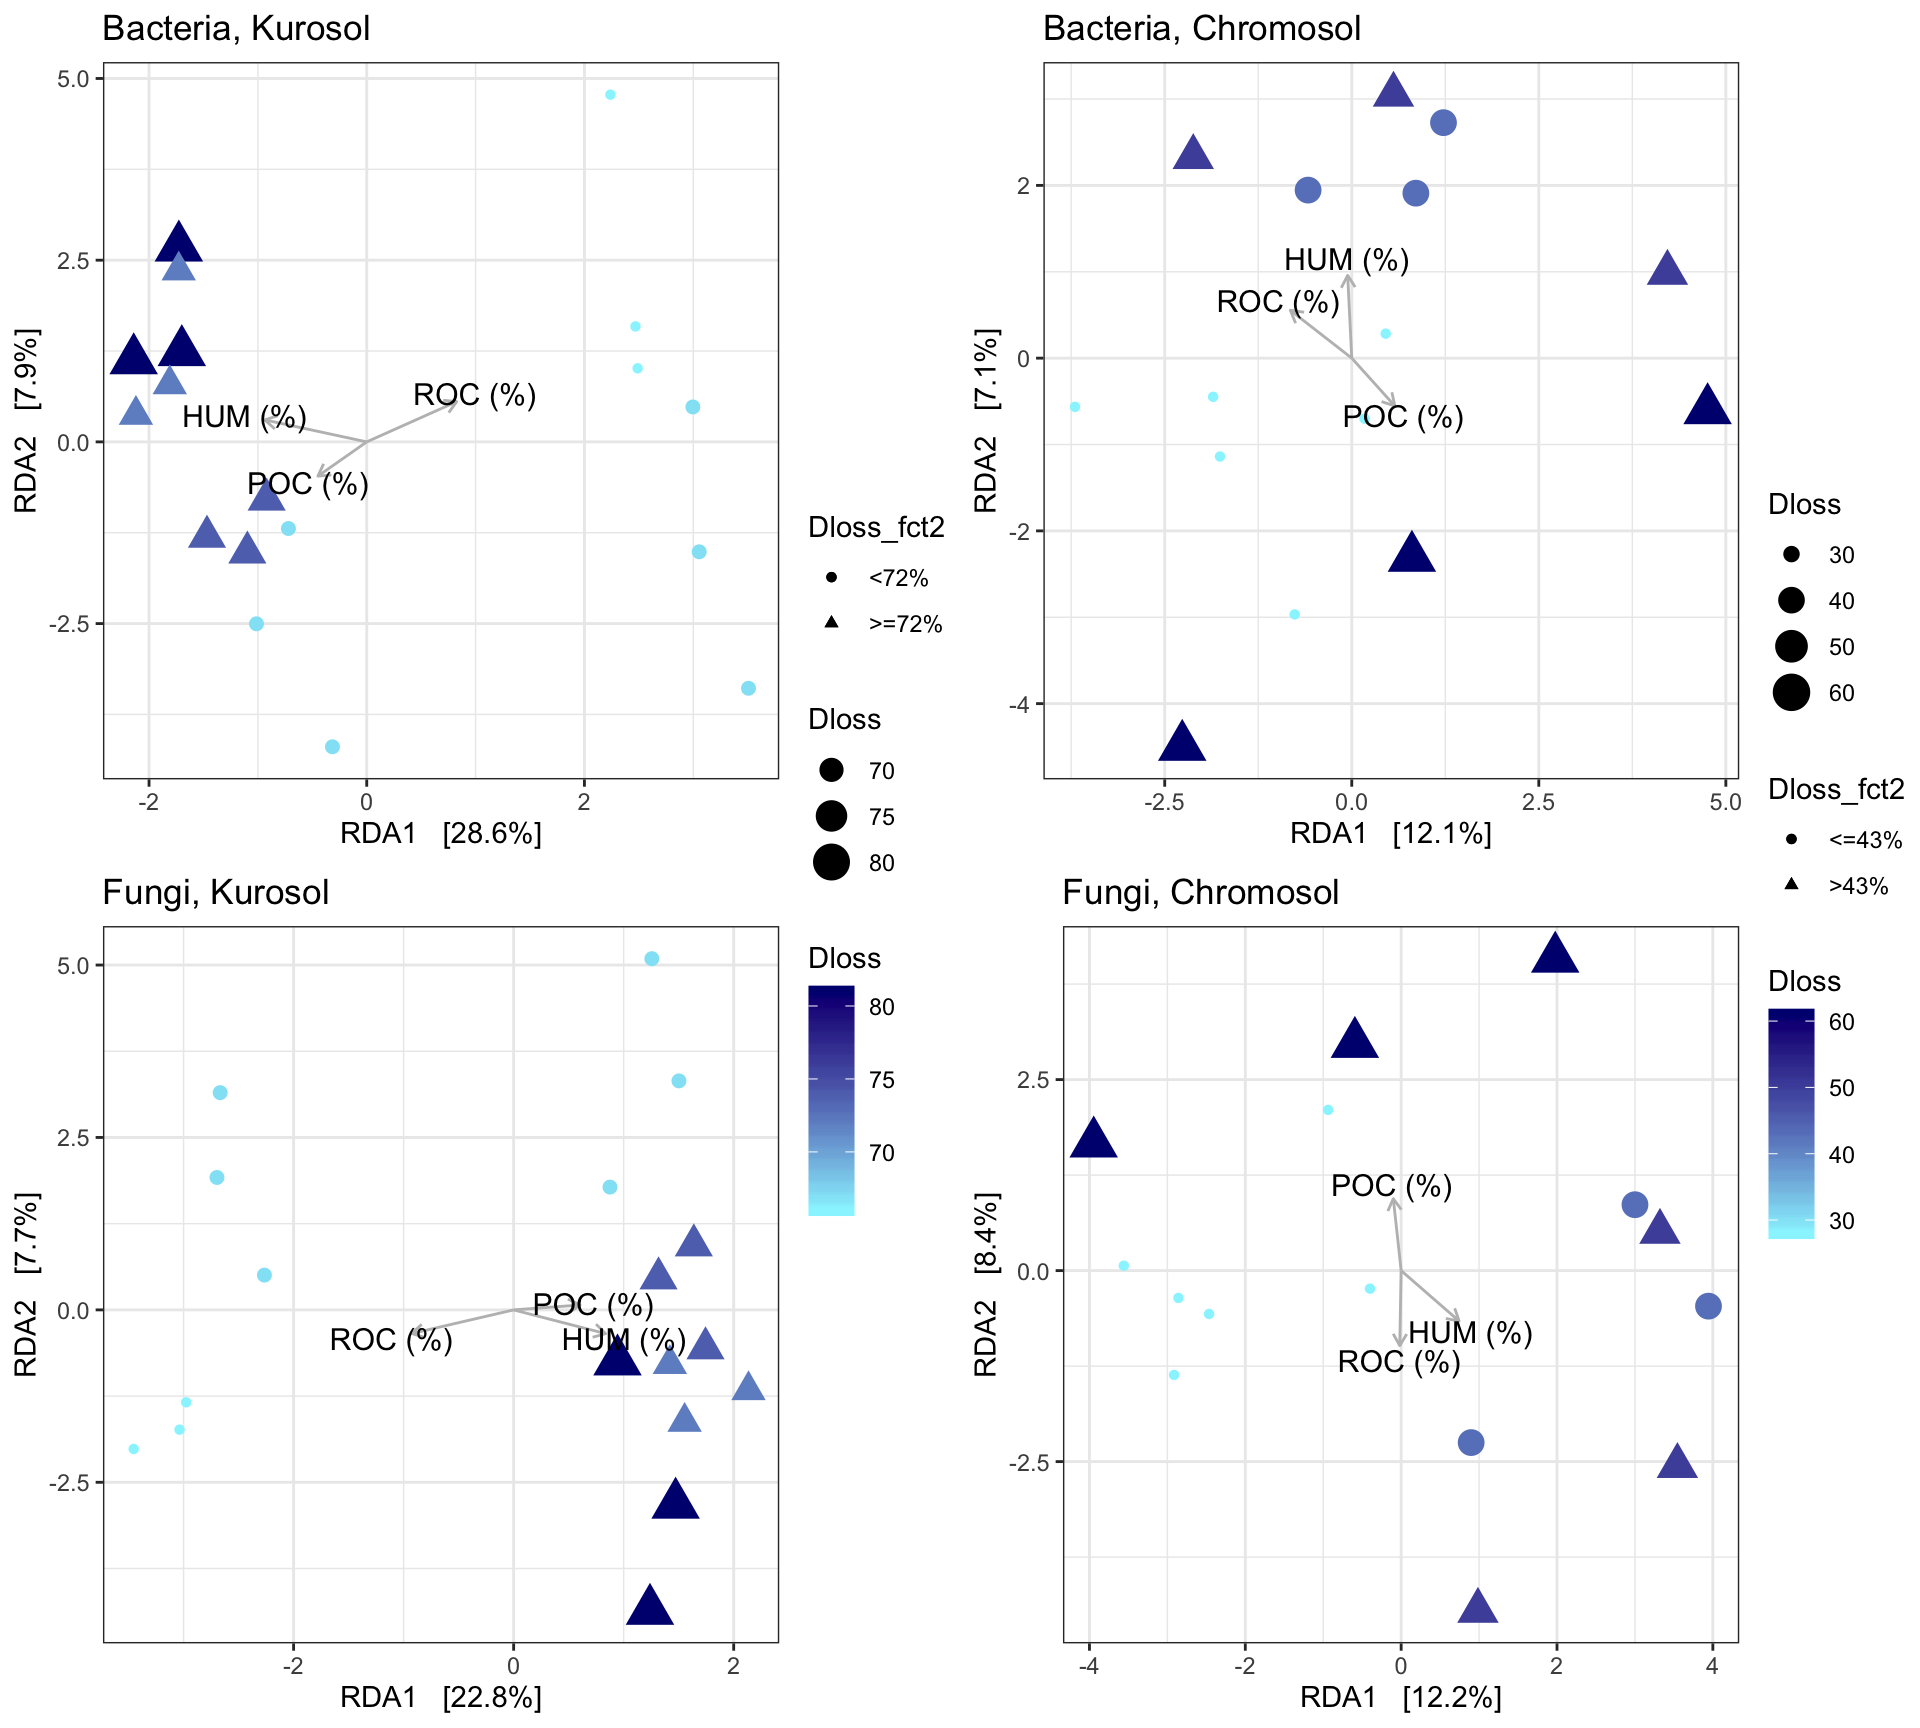 Bacteria, Kurosol
5.0
2.5
0.0
-2.5
RDA2 [7.9%]
HUM (%)
ROC (%)
POC (%)
-2
0
2
RDA1 [28.6%]
Dloss_fct2
<72%
>=72%
Dloss
70
75
80
Bacteria, Chromosol
2
0
-2
-4
RDA2 [7.1%]
HUM (%)
ROC (%)
POC (%)
-2.5
0.0
2.5
5.0
RDA1 [12.1%]
Dloss
30
40
50
60
Dloss_fct2
<=43%
>43%
Fungi, Kurosol
5.0
2.5
0.0
-2.5
RDA2 [7.7%]
POC (%)
ROC (%)
HUM (%)
-2
0
2
RDA1 [22.8%]
Dloss
80
75
70
Fungi, Chromosol
2.5
0.0
-2.5
RDA2 [8.4%]
POC (%)
HUM (%)
ROC (%)
-4
-2
0
2
4
RDA1 [12.2%]
Dloss
60
50
40
30